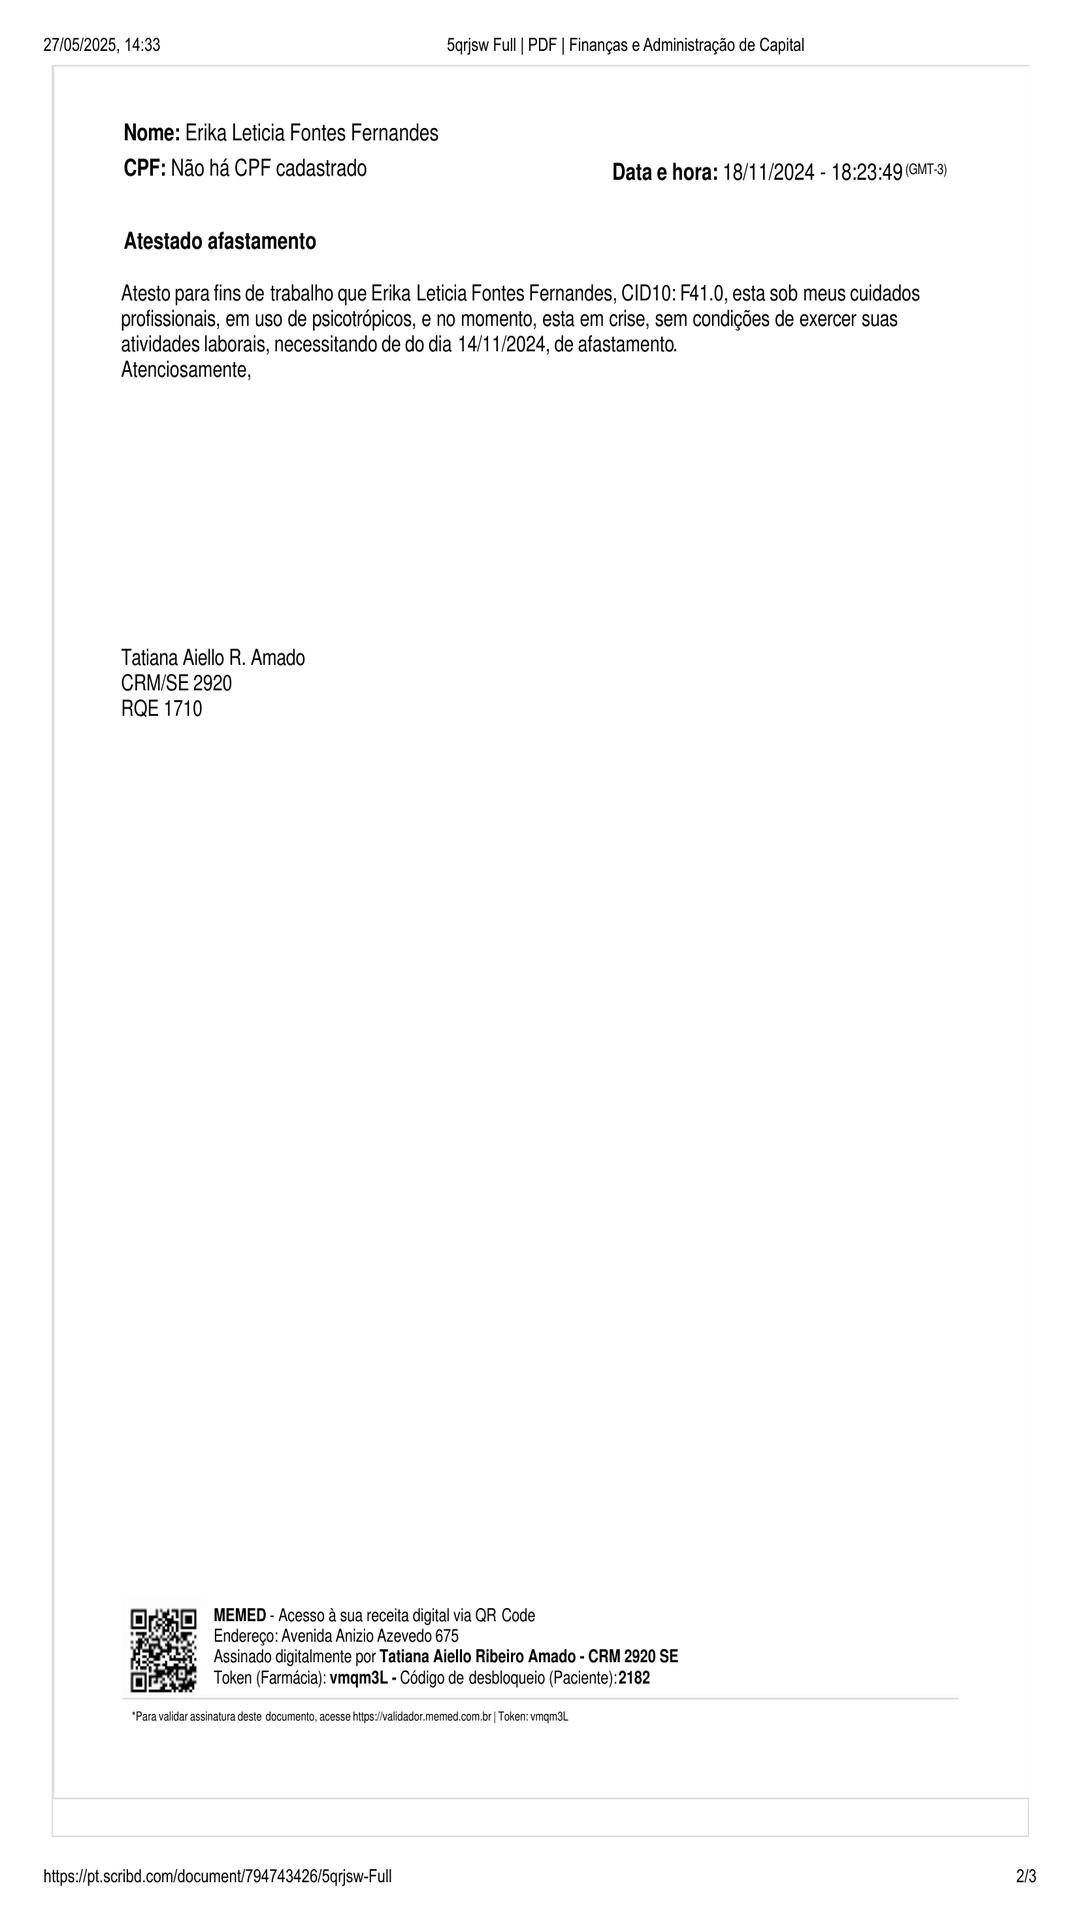 27/05/2025, 14:33
5qrjsw Full | PDF | Finanças e Administração de Capital
Nome: Erika Leticia Fontes Fernandes
CPF: Não há CPF cadastrado
Data e hora: 18/11/2024 - 18:23:49 (GMT-3)
Atestado afastamento
Atesto para fins de trabalho que Erika Leticia Fontes Fernandes, CID10: F41.0, esta sob meus cuidados
profissionais, em uso de psicotrópicos, e no momento, esta em crise, sem condições de exercer suas
atividades laborais, necessitando de do dia 14/11/2024, de afastamento.
Atenciosamente,
Tatiana Aiello R. Amado
CRM/SE 2920
RQE 1710
MEMED - Acesso à sua receita digital via QR Code
Endereço: Avenida Anizio Azevedo 675
Assinado digitalmente por Tatiana Aiello Ribeiro Amado - CRM 2920 SE
Token (Farmácia): vmqm3L - Código de desbloqueio (Paciente):2182
*Para validar assinatura deste documento, acesse https://validador.memed.com.br | Token: vmqm3L
https://pt.scribd.com/document/794743426/5qrjsw-Full
2/3